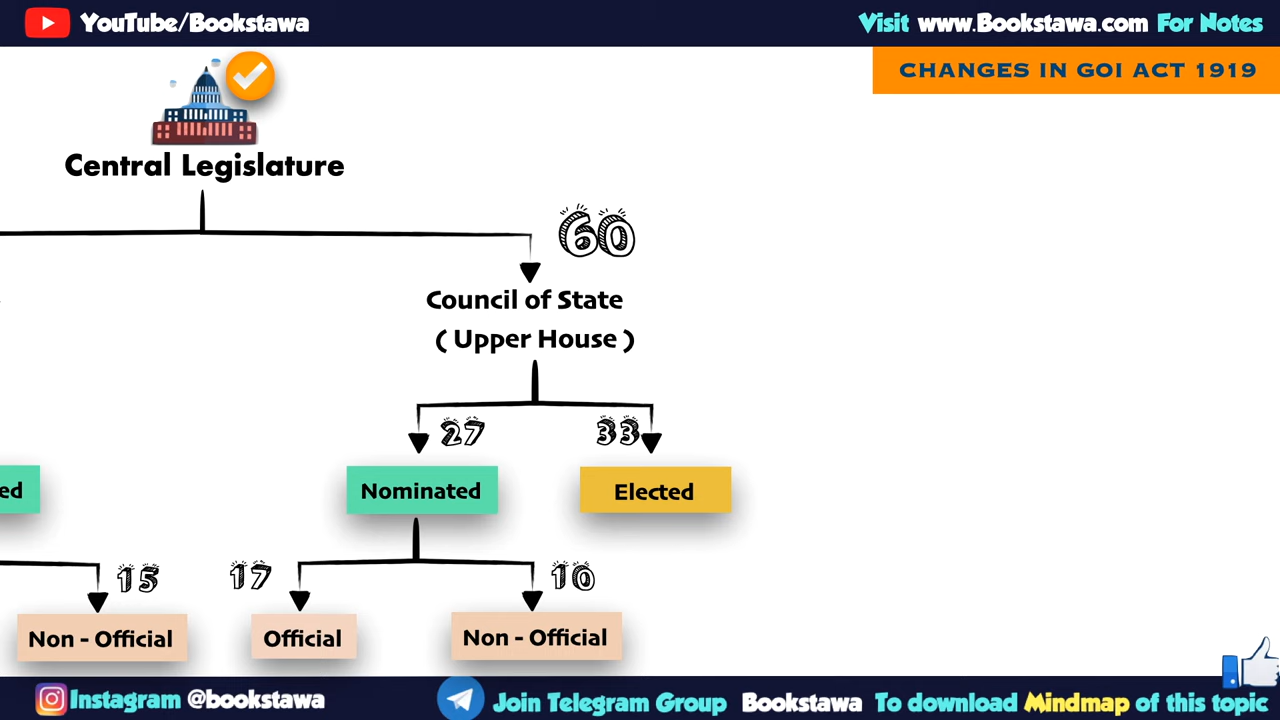 YouTube/Bookstawa
Visit www.Bookstawa.com For Notes
CHANGES IN GOI ACT 1919
Central Legislature
60
Council of State
( Upper House )
27
33
ed
Nominated
Elected
15
17
10
Non - Official
Official
Non - Official
Instagram @bookstawa
Join Telegram Group Bookstawa To download Mindmap of this topic